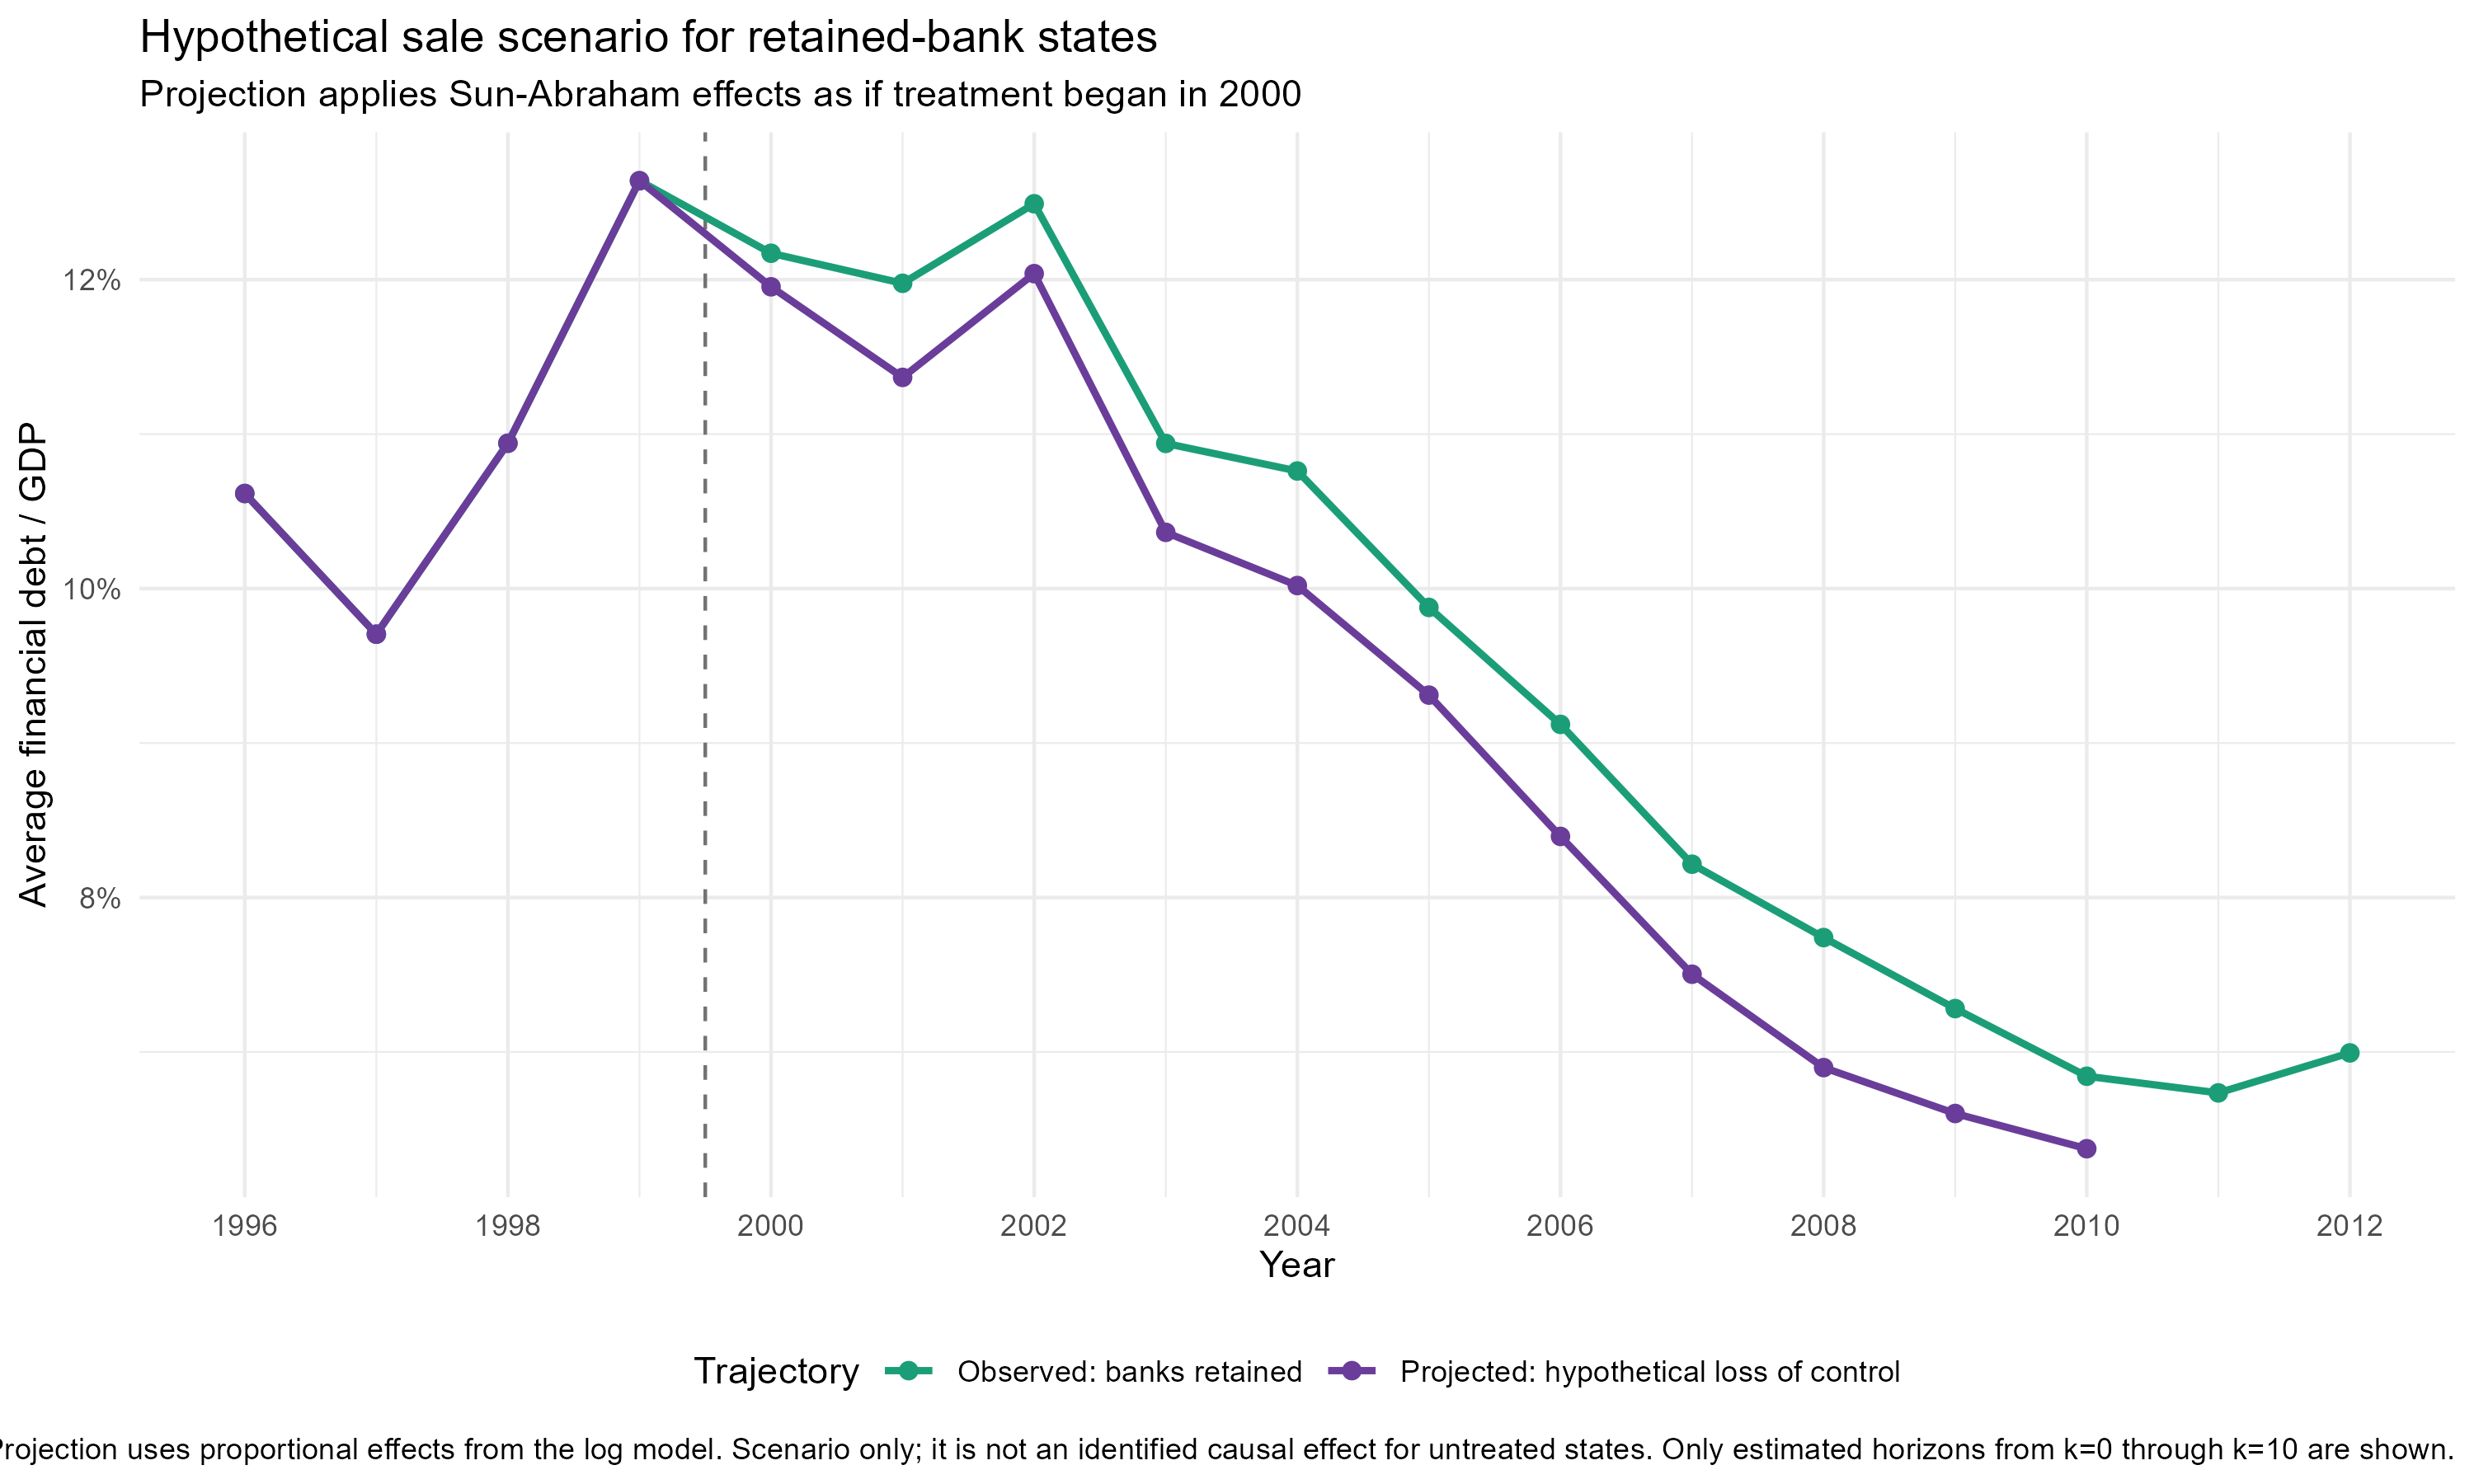 Hypothetical sale scenario for retained-bank states
Projection applies Sun-Abraham effects as if treatment began in 2000
Average financial debt / GDP
12%
10%
8%
1996 1998 2000 2002 2004 2006 2008 2010 2012
Year
Trajectory Observed: banks retained Projected: hypothetical loss of control
Projection uses proportional effects from the log model. Scenario only; it is not an identified causal effect for untreated states. Only estimated horizons from k=0 through k=10 are shown.